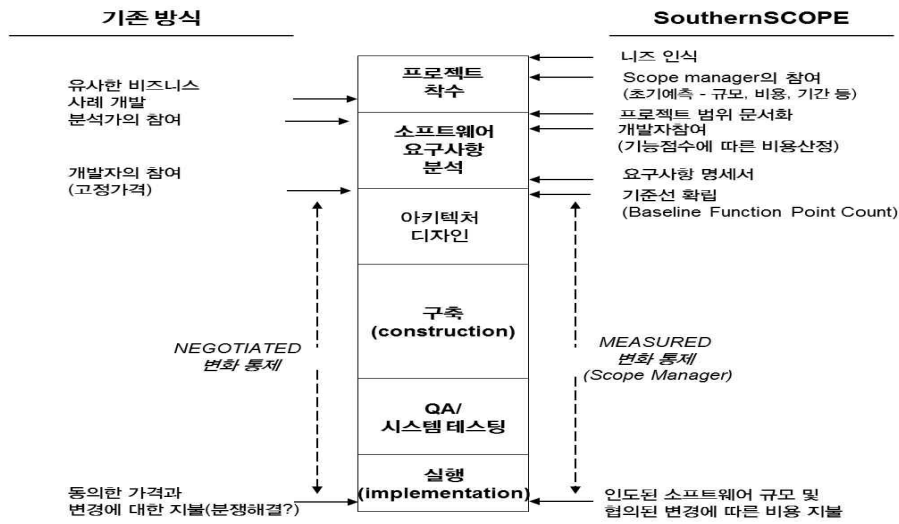 기존 방식
SouthernSCOPE
유사한 비즈니스
사례 개발
분석가의 참여
개발자의 참여
(고정가격)
NEGOTIATED
변화 통제
동의한 가격과
변경에 대한 지불(분쟁해결?)
프로젝트
착수
소프트웨어
요구사항
분석
아키텍처
디자인
구축
(construction)
QA/
시스템 테스팅
실행
(implementation)
니즈 인식
Scope manager의 참여
(초기예측 - 규모, 비용, 기간 등)
프로젝트 범위 문서화
개발자참여
(기능점수에 따른 비용산정)
요구사항 명세서
기준선 확립
(Baseline Function Point Count)
MEASURED
변화 통제
(Scope Manager)
인도된 소프트웨어 규모 및
협의된 변경에 따른 비용 지불